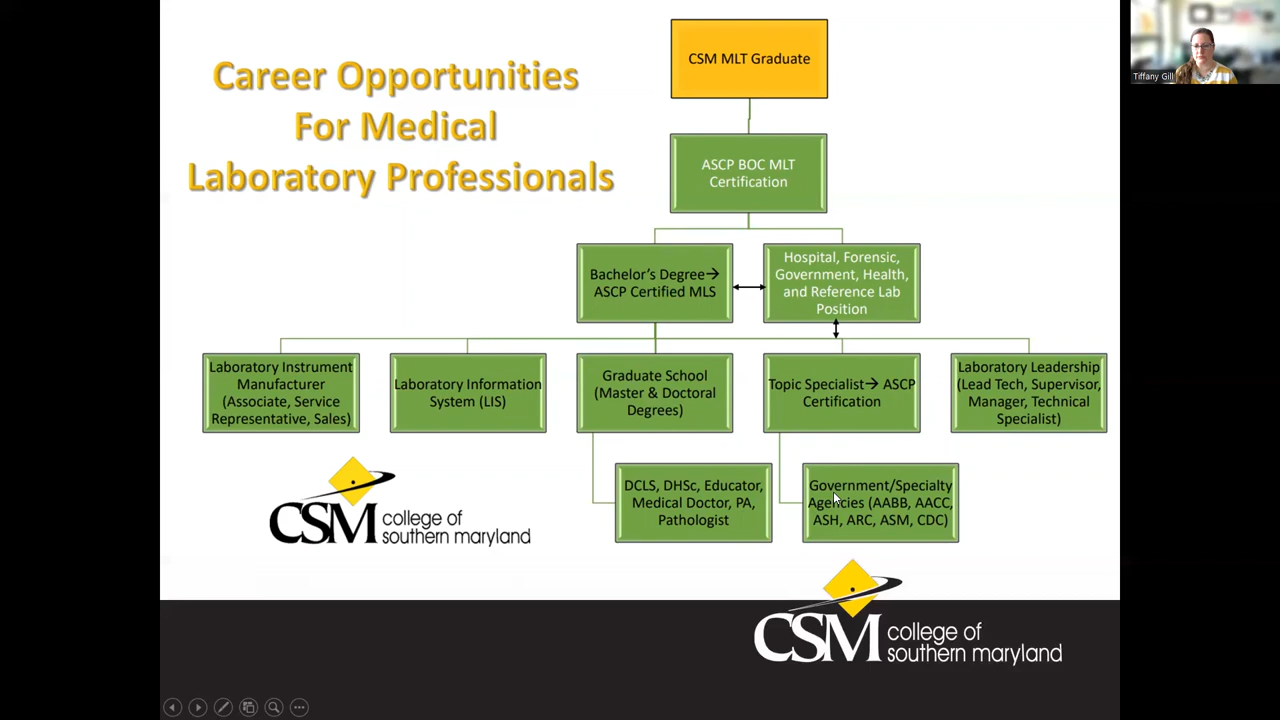 Career Opportunities
For Medical
Laboratory Professionals
CSM MLT Graduate
ASCP BOC MLT
Certification
Bachelor's Degree→
ASCP Certified MLS
Hospital, Forensic,
Government, Health,
and Reference Lab
Position
Laboratory Instrument
Manufacturer
(Associate, Service
Representative, Sales)
Laboratory Information
System (LIS)
Graduate School
(Master & Doctoral
Degrees)
Topic Specialist→ ASCP
Certification
Laboratory Leadership
(Lead Tech, Supervisor,
Manager, Technical
Specialist)
DCLS, DHSc, Educator,
Medical Doctor, PA,
Pathologist
Government/Specialty
Agencies (AABB, AACC,
ASH, ARC, ASM, CDC)
CSM college of
southern maryland
CSM college of
southern maryland
Tiffany Gill